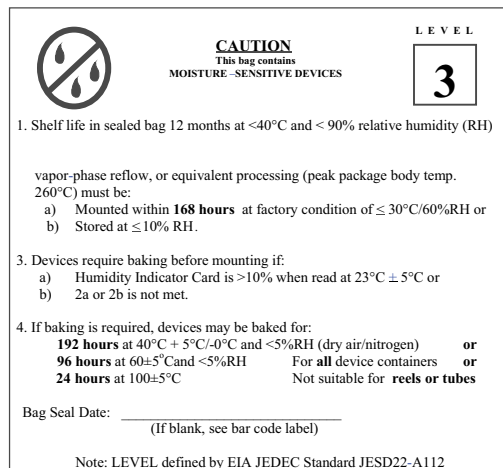 LEVEL
3
CAUTION
This bag contains
MOISTURE –SENSITIVE DEVICES
1. Shelf life in sealed bag 12 months at <40°C and < 90% relative humidity (RH)
vapor-phase reflow, or equivalent processing (peak package body temp.
260°C) must be:
a) Mounted within 168 hours at factory condition of ≤ 30°C/60%RH or
b) Stored at ≤10% RH.
3. Devices require baking before mounting if:
a) Humidity Indicator Card is >10% when read at 23°C ± 5°C or
b) 2a or 2b is not met.
4. If baking is required, devices may be baked for:
192 hours at 40°C + 5°C/-0°C and <5%RH (dry air/nitrogen) or
96 hours at 60±5°Cand <5%RH For all device containers or
24 hours at 100±5°C Not suitable for reels or tubes
Bag Seal Date: ______________________________
(If blank, see bar code label)
Note: LEVEL defined by EIA JEDEC Standard JESD22-A112